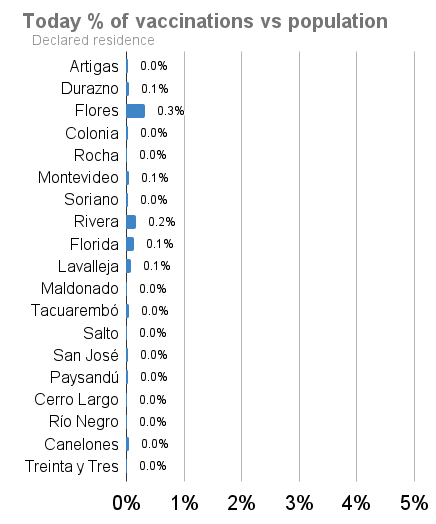 Today % of vaccinations vs population
Declared residence
Artigas 0.0%
Durazno 0.1%
Flores 0.3%
Colonia 0.0%
Rocha 0.0%
Montevideo 0.1%
Soriano 0.0%
Rivera 0.2%
Florida 0.1%
Lavalleja 0.1%
Maldonado 0.0%
Tacuarembó 0.0%
Salto 0.0%
San José 0.0%
Paysandú 0.0%
Cerro Largo 0.0%
Río Negro 0.0%
Canelones 0.0%
Treinta y Tres 0.0%
0% 1% 2% 3% 4% 5%